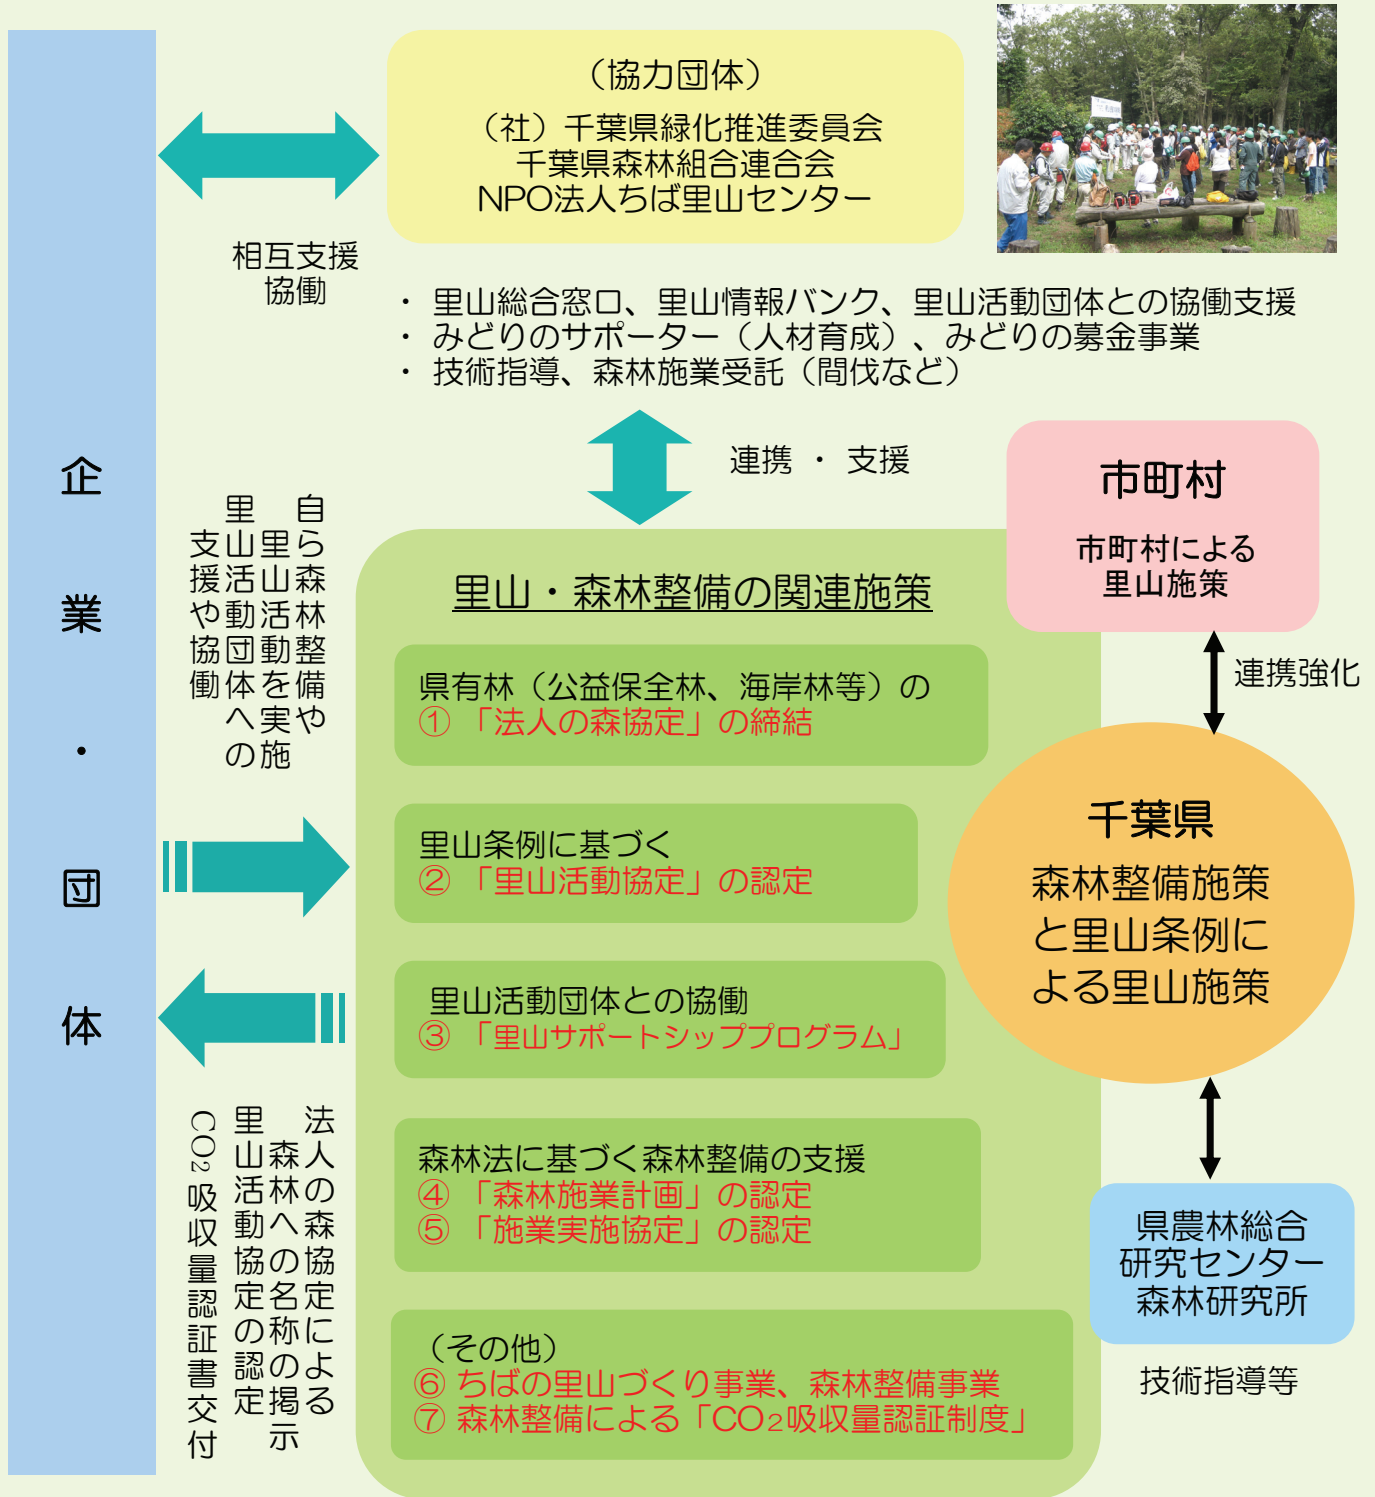 企業・団体
（協力団体）
（社）千葉県緑化推進委員会
千葉県森林組合連合会
NPO法人ちば里山センター
相互支援
協働
・ 里山総合窓口、里山情報バンク、里山活動団体との協働支援
・ みどりのサポーター（人材育成）、みどりの募金事業
・ 技術指導、森林施業受託（間伐など）
連携 ・ 支援
市町村
市町村による
里山施策
連携強化
千葉県
森林整備施策
と里山条例に
よる里山施策
県農林総合
研究センター
森林研究所
技術指導等
自ら森林整備や
里山活動を実施
里山活動団体への
支援や協働
里山・森林整備の関連施策
県有林（公益保全林、海岸林等）の
① 「法人の森協定」の締結
里山条例に基づく
② 「里山活動協定」の認定
里山活動団体との協働
③ 「里山サポートシッププログラム」
森林法に基づく森林整備の支援
④ 「森林施業計画」の認定
⑤ 「施業実施協定」の認定
（その他）
⑥ ちばの里山づくり事業、森林整備事業
⑦ 森林整備による「CO₂吸収量認証制度」
法人の森協定による
森林への名称の掲示
里山活動協定の認定
CO₂吸収量認証書交付